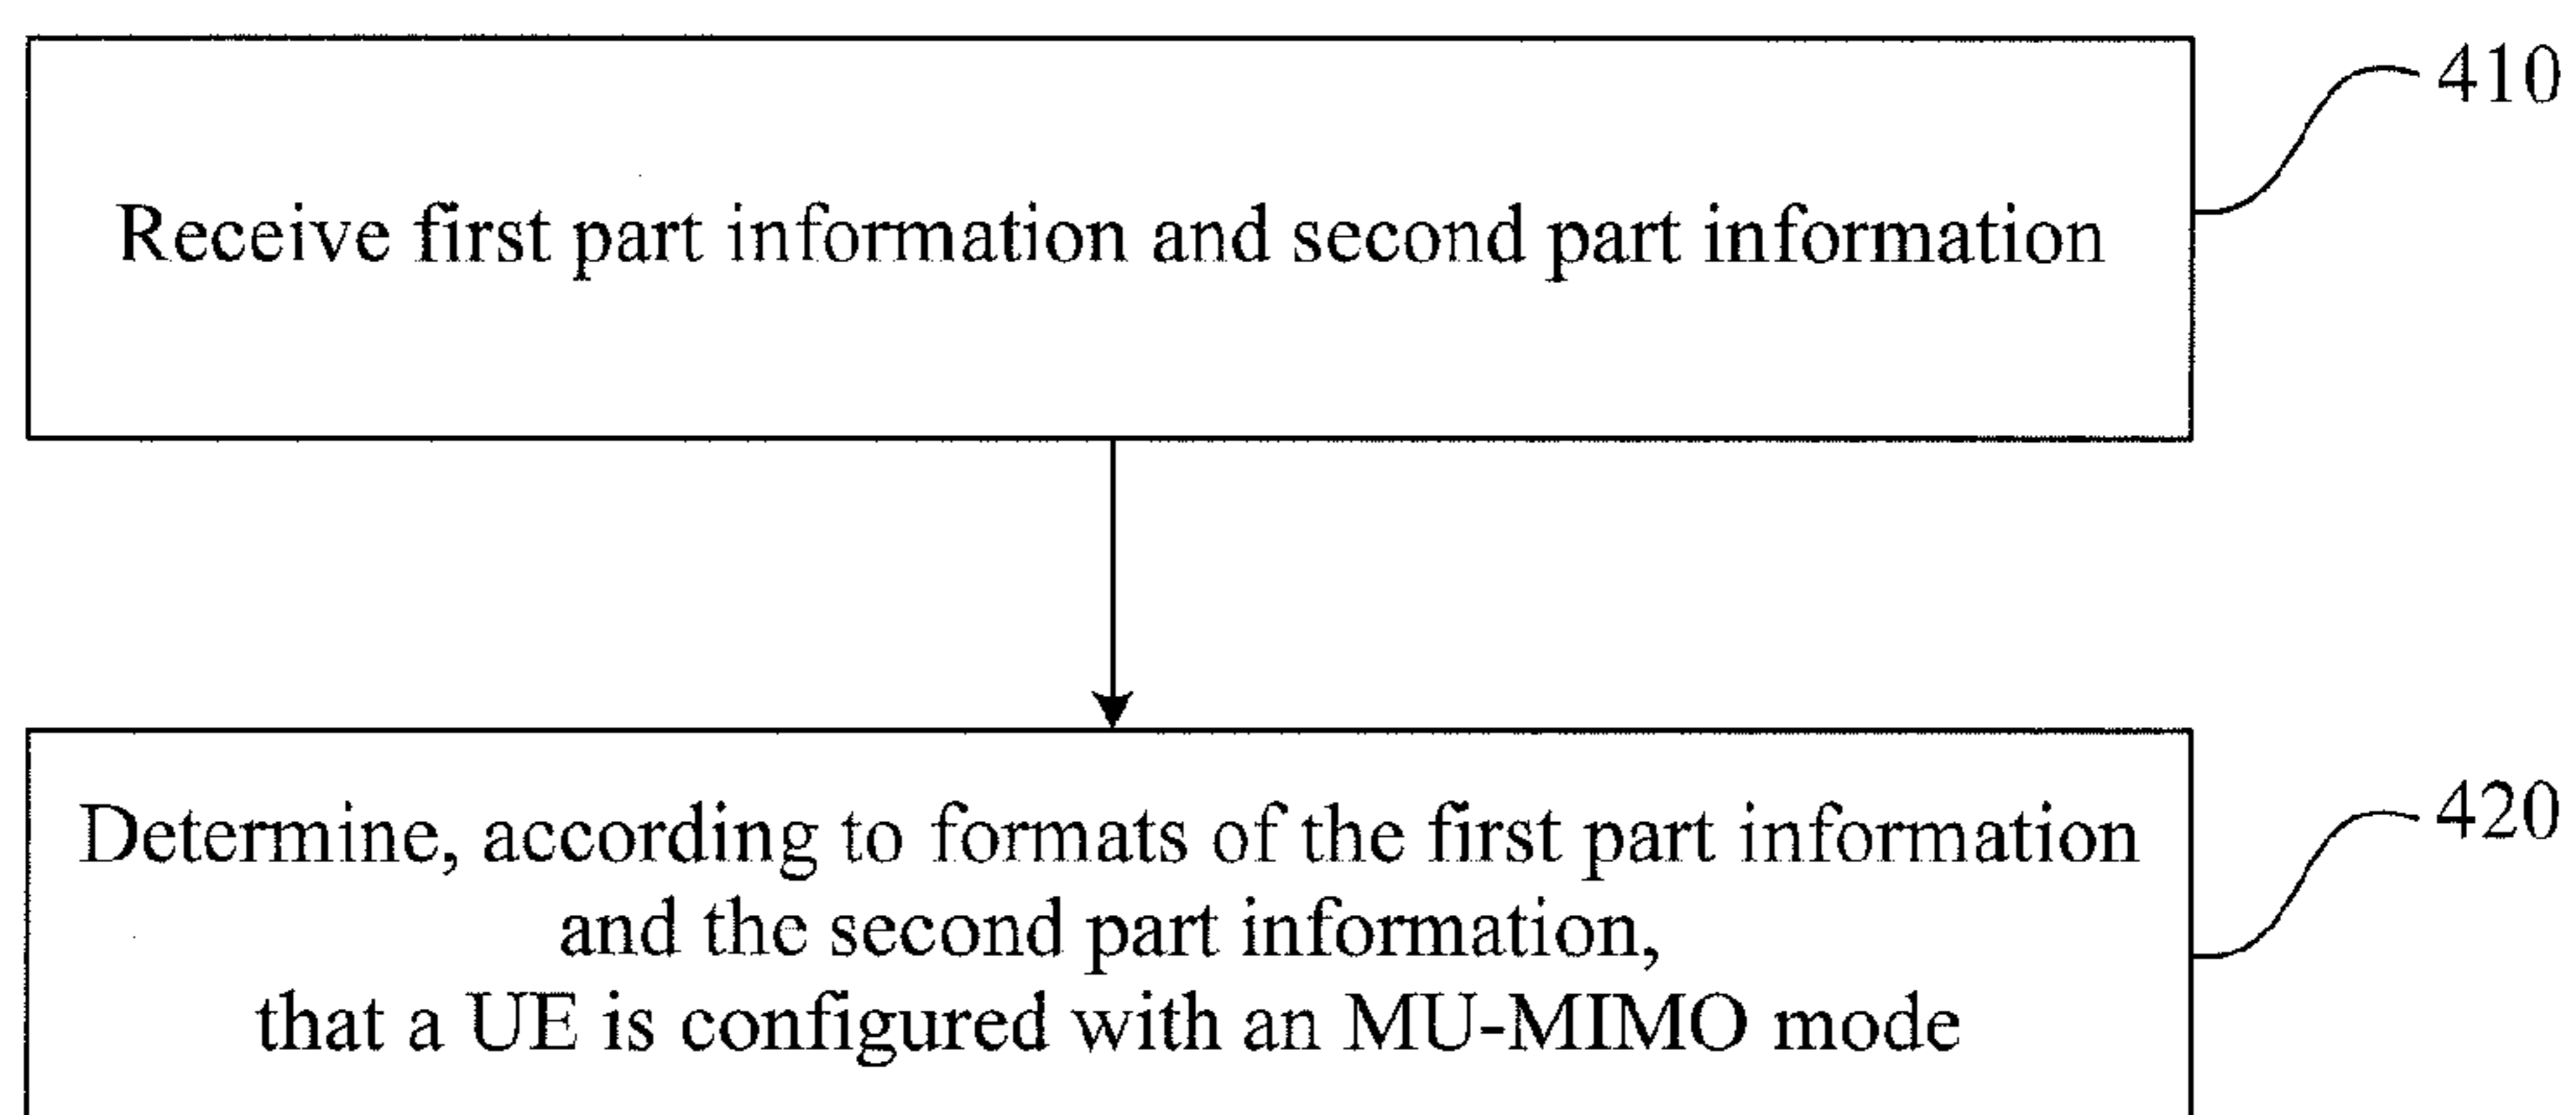 410
Receive first part information and second part information
420
Determine, according to formats of the first part information
and the second part information,
that a UE is configured with an MU-MIMO mode